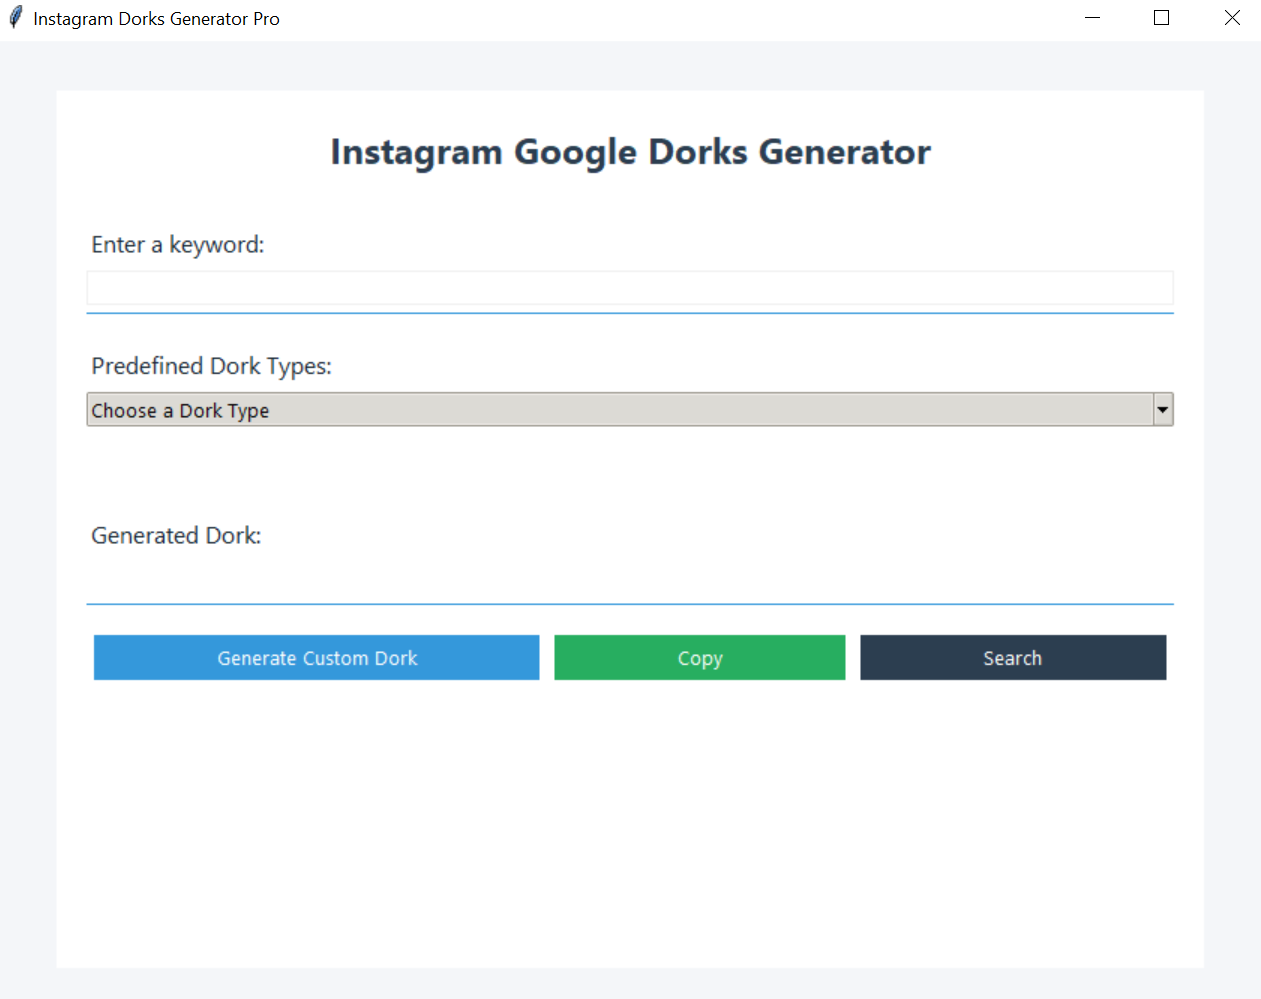 Instagram Dorks Generator Pro
Instagram Google Dorks Generator
Enter a keyword:
Predefined Dork Types:
Choose a Dork Type
Generated Dork:
Generate Custom Dork Copy Search